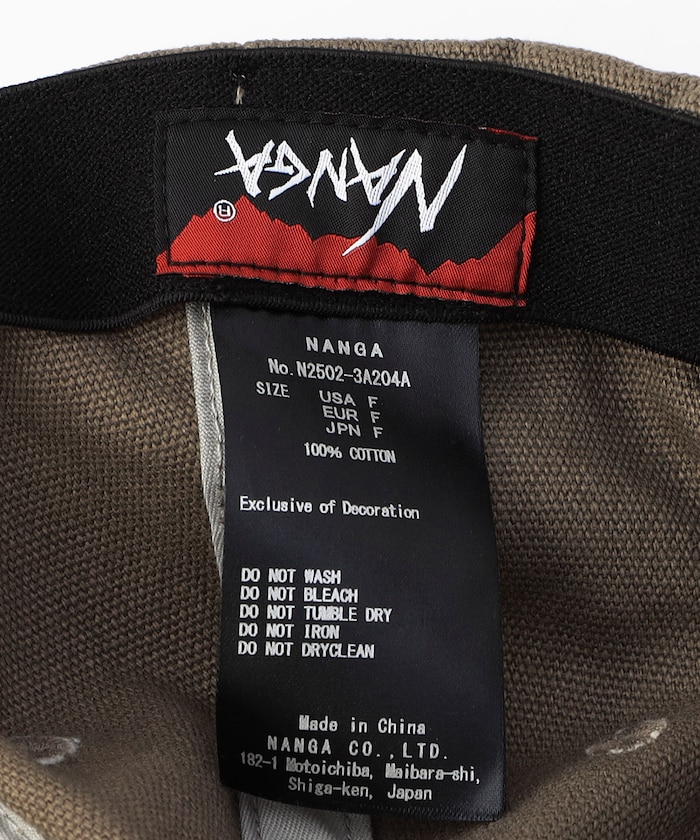 NANGA
®
NANGA
No.N2502-3A204A
SIZE USA F
EUR F
JPN F
100% COTTON
Exclusive of Decoration
DO NOT WASH
DO NOT BLEACH
DO NOT TUMBLE DRY
DO NOT IRON
DO NOT DRYCLEAN
Made in China
NANGA CO.,LTD.
182-1 Motoichiba, Maibara-shi,
Shiga-ken, Japan